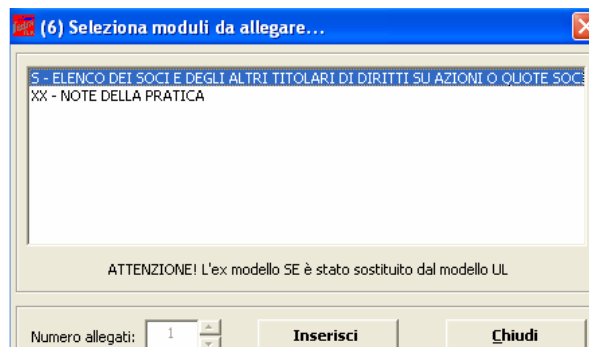 (6) Seleziona moduli da allegare...
S - ELENCO DEI SOCI E DEGLI ALTRI TITOLARI DI DIRITTI SU AZIONI O QUOTE SOC
XX - NOTE DELLA PRATICA
ATTENZIONE! L'ex modello SE è stato sostituito dal modello UL
Numero allegati: 1 Inserisci Chiudi